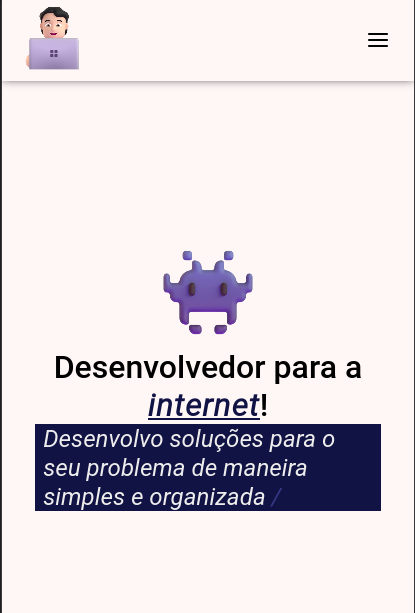 Desenvolvedor para a
internet!
Desenvolvo soluções para o
seu problema de maneira
simples e organizada /